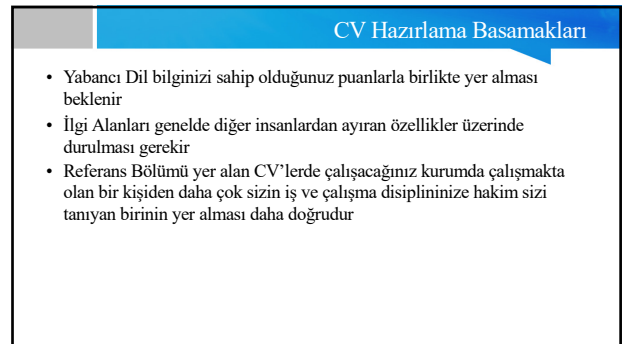 CV Hazırlama Basamakları
• Yabancı Dil bilginizi sahip olduğunuz puanlarla birlikte yer alması
beklenir
• İlgi Alanları genelde diğer insanlardan ayıran özellikler üzerinde
durulması gerekir
• Referans Bölümü yer alan CV’lerde çalışacağınız kurumda çalışmakta
olan bir kişiden daha çok sizin iş ve çalışma disiplininize hakim sizi
tanıyan birinin yer alması daha doğrudur